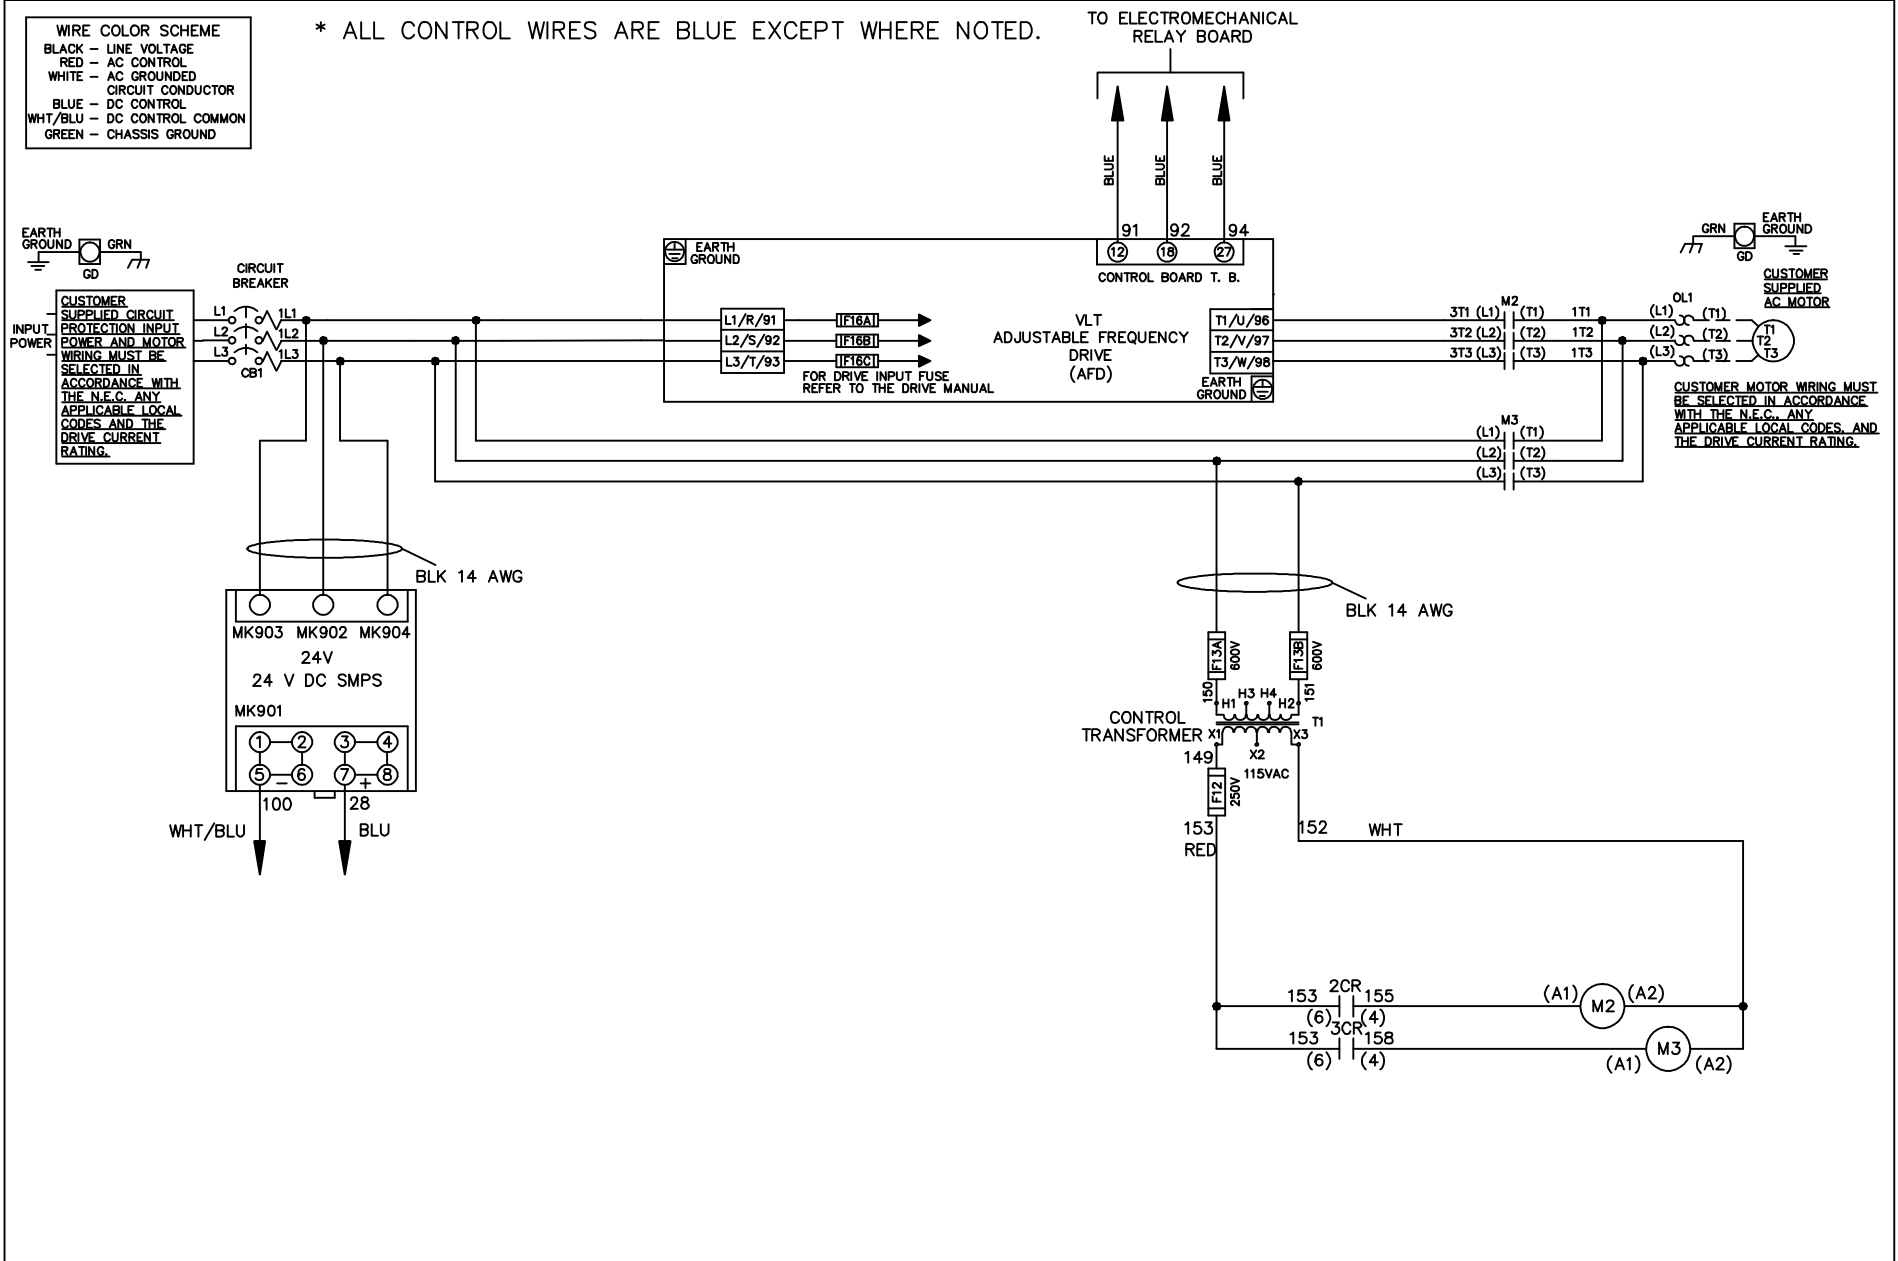 WIRE COLOR SCHEME
BLACK – LINE VOLTAGE
RED – AC CONTROL
WHITE – AC GROUNDED
CIRCUIT CONDUCTOR
BLUE – DC CONTROL
WHT/BLU – DC CONTROL COMMON
GREEN – CHASSIS GROUND
* ALL CONTROL WIRES ARE BLUE EXCEPT WHERE NOTED.
TO ELECTROMECHANICAL
RELAY BOARD
BLUE
BLUE
BLUE
91 92 94
12 18 27
CONTROL BOARD T. B.
EARTH
GROUND
GRN
GD
INPUT
POWER
CUSTOMER
SUPPLIED CIRCUIT
PROTECTION INPUT
POWER AND MOTOR
WIRING MUST BE
SELECTED IN
ACCORDANCE WITH
THE N.E.C. ANY
APPLICABLE LOCAL
CODES AND THE
DRIVE CURRENT
RATING.
CIRCUIT
BREAKER
L1 1L1
L2 1L2
L3 1L3
CB1
EARTH
GROUND
L1/R/91 IF16A
L2/S/92 IF16B
L3/T/93 IF16C
FOR DRIVE INPUT FUSE
REFER TO THE DRIVE MANUAL
VLT
ADJUSTABLE FREQUENCY
DRIVE
(AFD)
T1/U/96
T2/V/97
T3/W/98
EARTH
GROUND
M2
3T1 (L1) (T1) 1T1
3T2 (L2) (T2) 1T2
3T3 (L3) (T3) 1T3
M3
(L1) (T1)
(L2) (T2)
(L3) (T3)
GRN
GD
EARTH
GROUND
CUSTOMER
SUPPLIED
AC MOTOR
OL1
(L1) (T1)
(L2) (T2)
(L3) (T3)
T1
T2
T3
CUSTOMER MOTOR WIRING MUST
BE SELECTED IN ACCORDANCE
WITH THE N.E.C., ANY
APPLICABLE LOCAL CODES, AND
THE DRIVE CURRENT RATING.
BLK 14 AWG
MK903 MK902 MK904
24V
24 V DC SMPS
MK901
1 2 3 4
5 – 6 7 + 8
100 28
WHT/BLU BLU
BLK 14 AWG
F13A 600V
F13B 600V
150 151
H1 H3 H4 H2
CONTROL
TRANSFORMER
T1
X1 X2 X3
149
115VAC
F12 250V
153
RED
152 WHT
153 2CR 155
(6) (4)
(A1) M2 (A2)
153 3CR 158
(6) (4)
(A1) M3 (A2)